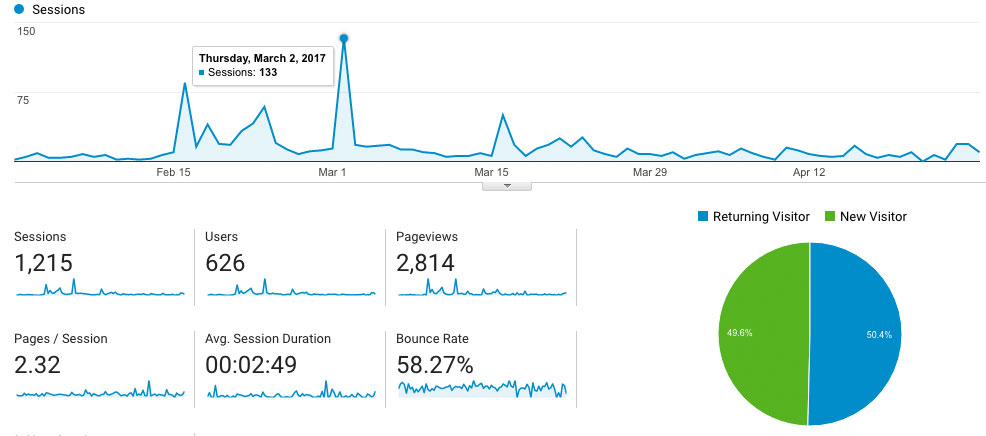 Sessions
150
Thursday, March 2, 2017
Sessions: 133
75
Feb 15
Mar 1
Mar 15
Mar 29
Apr 12
Returning Visitor
New Visitor
Sessions
Users
Pageviews
1,215
626
2,814
Pages / Session
Avg. Session Duration
Bounce Rate
2.32
00:02:49
58.27%
49.6%
50.4%